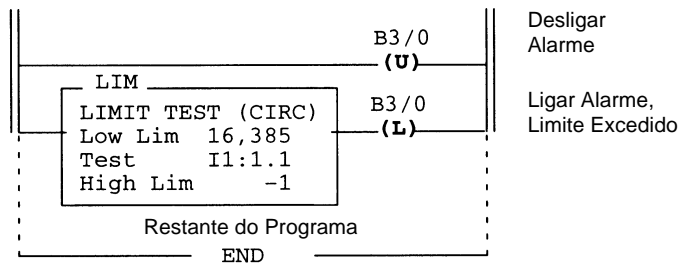 B3/0
(U)
Desligar
Alarme
LIM
LIMIT TEST (CIRC)
Low Lim 16,385
Test I1:1.1
High Lim -1
B3/0
(L)
Ligar Alarme,
Limite Excedido
Restante do Programa
END